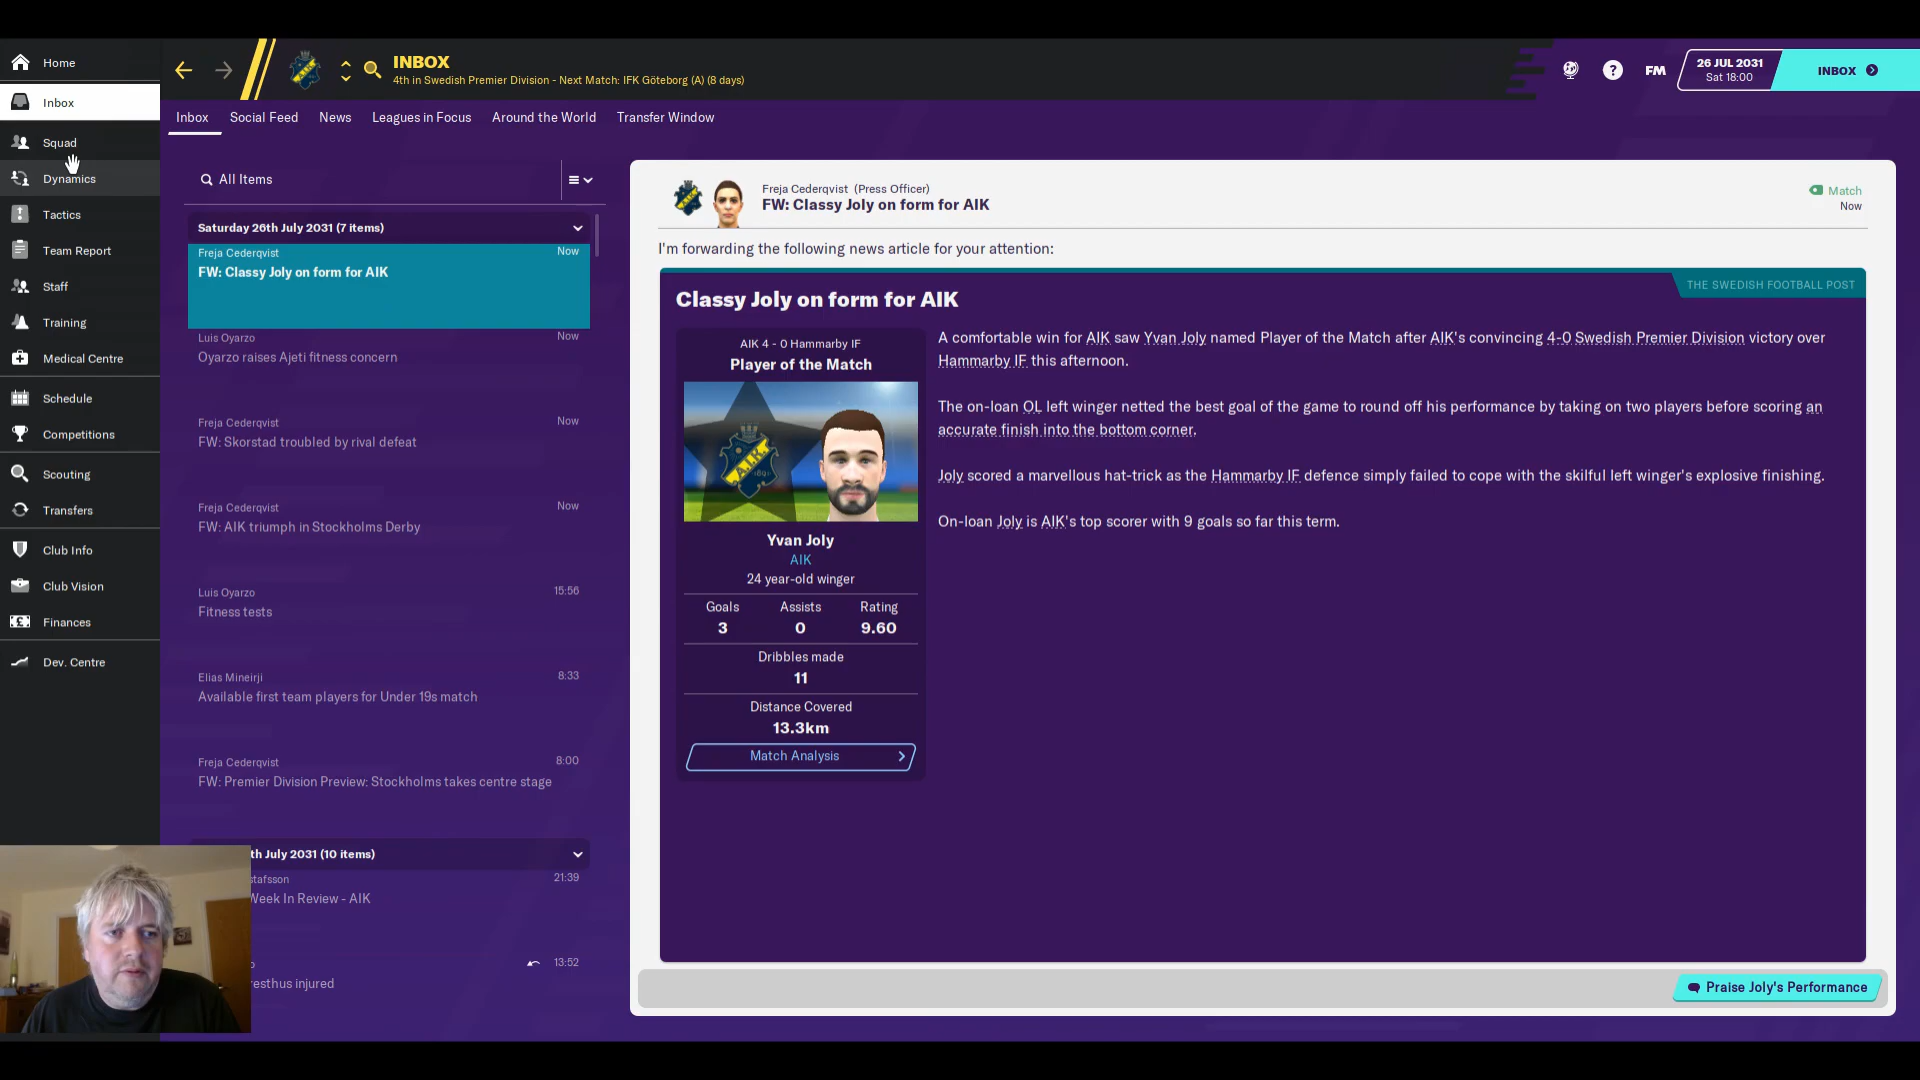 Home
Inbox
Squad
Dynamics
Tactics
Team Report
Staff
Training
Medical Centre
Schedule
Competitions
Scouting
Transfers
Club Info
Club Vision
Finances
Dev. Centre
INBOX
4th in Swedish Premier Division - Next Match: IFK Göteborg (A) (8 days)
?
FM
26 JUL 2031
Sat 18:00
INBOX
Inbox Social Feed News Leagues in Focus Around the World Transfer Window
All Items
Saturday 26th July 2031 (7 items)
Freja Cederqvist Now
FW: Classy Joly on form for AIK
Luis Oyarzo Now
Oyarzo raises Ajeti fitness concern
Freja Cederqvist Now
FW: Skorstad troubled by rival defeat
Freja Cederqvist Now
FW: AIK triumph in Stockholms Derby
Luis Oyarzo 15:56
Fitness tests
Elias Mineirji 8:33
Available first team players for Under 19s match
Freja Cederqvist 8:00
FW: Premier Division Preview: Stockholms takes centre stage
th July 2031 (10 items)
stafsson 21:39
Week In Review - AIK
o 13:52
resthus injured
Freja Cederqvist (Press Officer)
FW: Classy Joly on form for AIK
Match
Now
I'm forwarding the following news article for your attention:
THE SWEDISH FOOTBALL POST
Classy Joly on form for AIK
AIK 4 - 0 Hammarby IF
Player of the Match
A.I.K.
1891
Yvan Joly
AIK
24 year-old winger
Goals Assists Rating
3 0 9.60
Dribbles made
11
Distance Covered
13.3km
Match Analysis
A comfortable win for AIK saw Yvan Joly named Player of the Match after AIK's convincing 4-0 Swedish Premier Division victory over
Hammarby IF this afternoon.
The on-loan OL left winger netted the best goal of the game to round off his performance by taking on two players before scoring an
accurate finish into the bottom corner.
Joly scored a marvellous hat-trick as the Hammarby IF defence simply failed to cope with the skilful left winger's explosive finishing.
On-loan Joly is AIK's top scorer with 9 goals so far this term.
Praise Joly's Performance